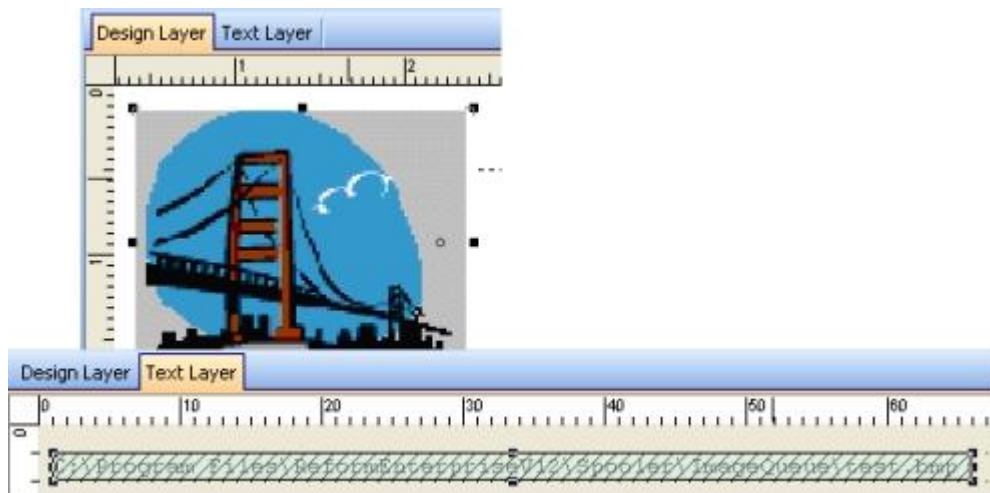 Design Layer Text Layer
1 2
0
1
Design Layer Text Layer
0 10 20 30 40 50 60
0
C:\Program Files\ReformEnterpriseV12\Spooler\ImageQueue\test.bmp